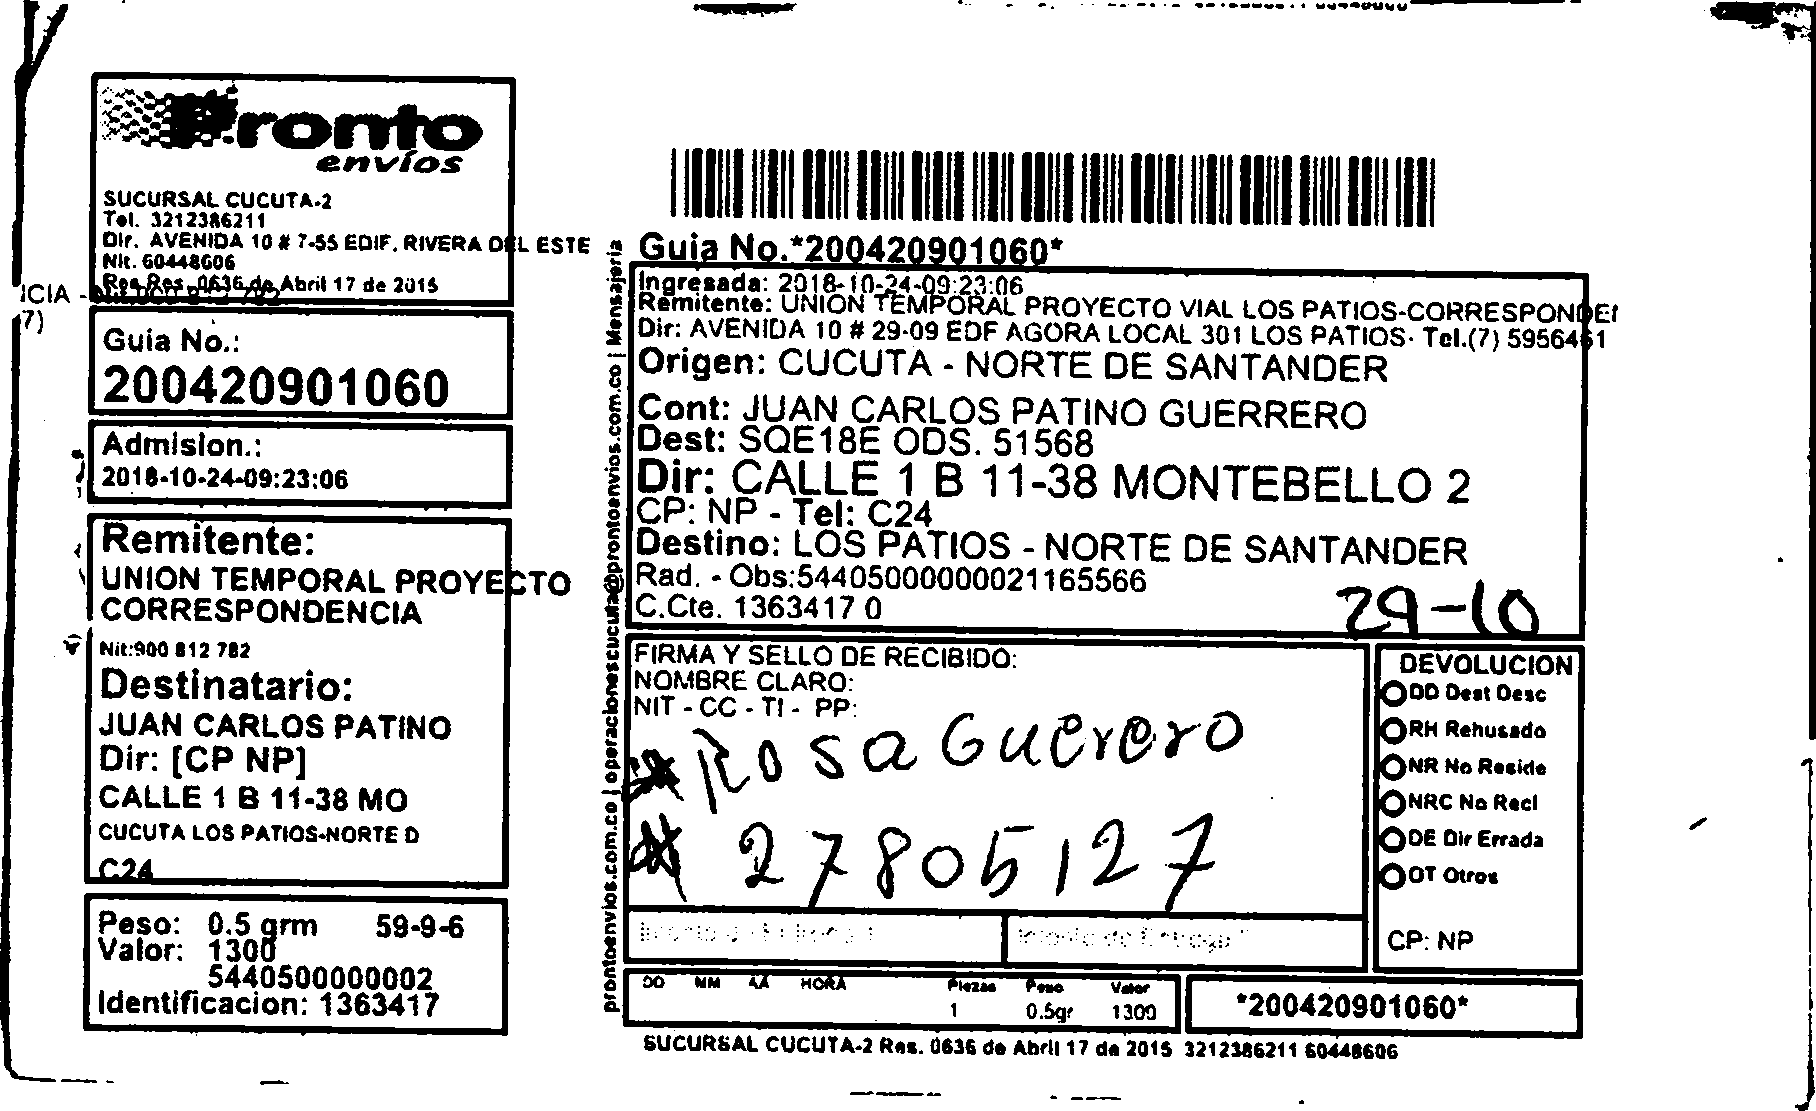 Pronto
envíos
SUCURSAL CUCUTA-2
Tel. 3212386211
Dir. AVENIDA 10 # 7-55 EDIF. RIVERA DEL ESTE
Nit. 60448606
Res Res. 0636 de Abril 17 de 2015
ICIA -
7)
Guia No.:
200420901060
Admision.:
2018-10-24-09:23:06
Remitente:
UNION TEMPORAL PROYECTO
CORRESPONDENCIA
Nit:900 812 782
Destinatario:
JUAN CARLOS PATINO
Dir: [CP NP]
CALLE 1 B 11-38 MO
CUCUTA LOS PATIOS-NORTE D
C24
Peso: 0.5 grm 59-9-6
Valor: 1300
5440500000002
Identificacion: 1363417
prontoenvios.com.co | operacionescucuta@prontoenvios.com.co | Mensajeria
Guia No.*200420901060*
Ingresada: 2018-10-24-09:23:06
Remitente: UNION TEMPORAL PROYECTO VIAL LOS PATIOS-CORRESPONDEN
Dir: AVENIDA 10 # 29-09 EDF AGORA LOCAL 301 LOS PATIOS- Tel.(7) 5956461
Origen: CUCUTA - NORTE DE SANTANDER
Cont: JUAN CARLOS PATINO GUERRERO
Dest: SQE18E ODS. 51568
Dir: CALLE 1 B 11-38 MONTEBELLO 2
CP: NP - Tel: C24
Destino: LOS PATIOS - NORTE DE SANTANDER
Rad. - Obs:54405000000021165566
C.Cte. 1363417 0
29-10
FIRMA Y SELLO DE RECIBIDO:
NOMBRE CLARO:
NIT - CC - TI - PP:
Rosa Guerrero
27805127
DEVOLUCION
DD Dest Desc
RH Rehusado
NR No Reside
NRC No Recl
DE Dir Errada
OT Otros
CP: NP
DD MM AA HORA Piezas Peso Valor
1 0.5gr 1300
*200420901060*
SUCURSAL CUCUTA-2 Res. 0636 de Abril 17 de 2015 3212386211 60448606